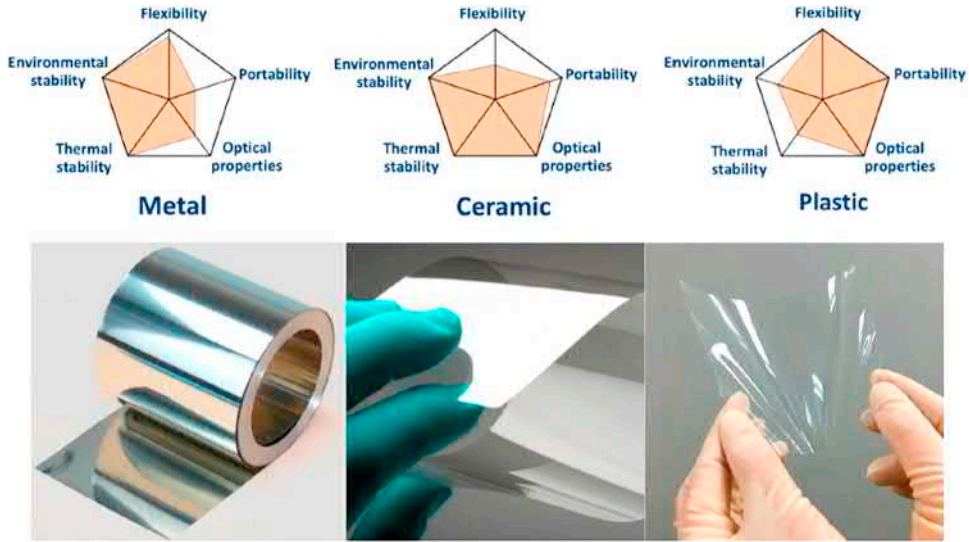 Flexibility
Environmental
stability
Portability
Thermal
stability
Optical
properties
Metal
Flexibility
Environmental
stability
Portability
Thermal
stability
Optical
properties
Ceramic
Flexibility
Environmental
stability
Portability
Thermal
stability
Optical
properties
Plastic